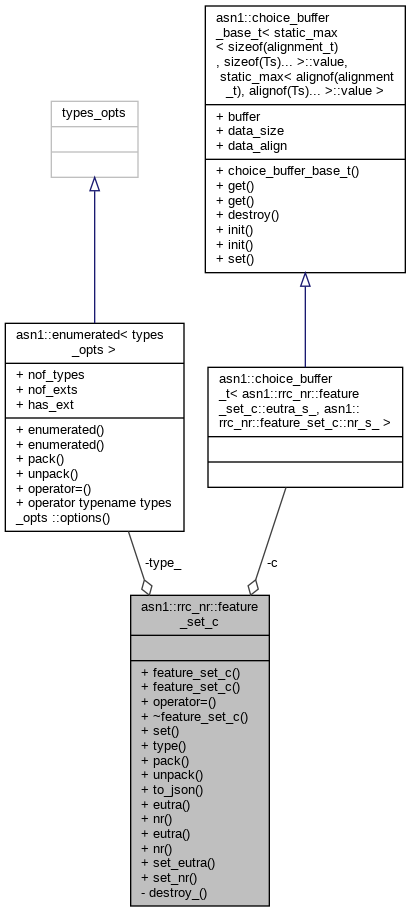 asn1::choice_buffer
_base_t< static_max
< sizeof(alignment_t)
, sizeof(Ts)... >::value,
static_max< alignof(alignment
_t), alignof(Ts)... >::value >
+ buffer
+ data_size
+ data_align
+ choice_buffer_base_t()
+ get()
+ get()
+ destroy()
+ init()
+ init()
+ set()
types_opts
asn1::enumerated< types
_opts >
+ nof_types
+ nof_exts
+ has_ext
+ enumerated()
+ enumerated()
+ pack()
+ unpack()
+ operator=()
+ operator typename types
_opts ::options()
asn1::choice_buffer
_t< asn1::rrc_nr::feature
_set_c::eutra_s_, asn1::
rrc_nr::feature_set_c::nr_s_ >
-type_
-c
asn1::rrc_nr::feature
_set_c
+ feature_set_c()
+ feature_set_c()
+ operator=()
+ ~feature_set_c()
+ set()
+ type()
+ pack()
+ unpack()
+ to_json()
+ eutra()
+ nr()
+ eutra()
+ nr()
+ set_eutra()
+ set_nr()
- destroy_()